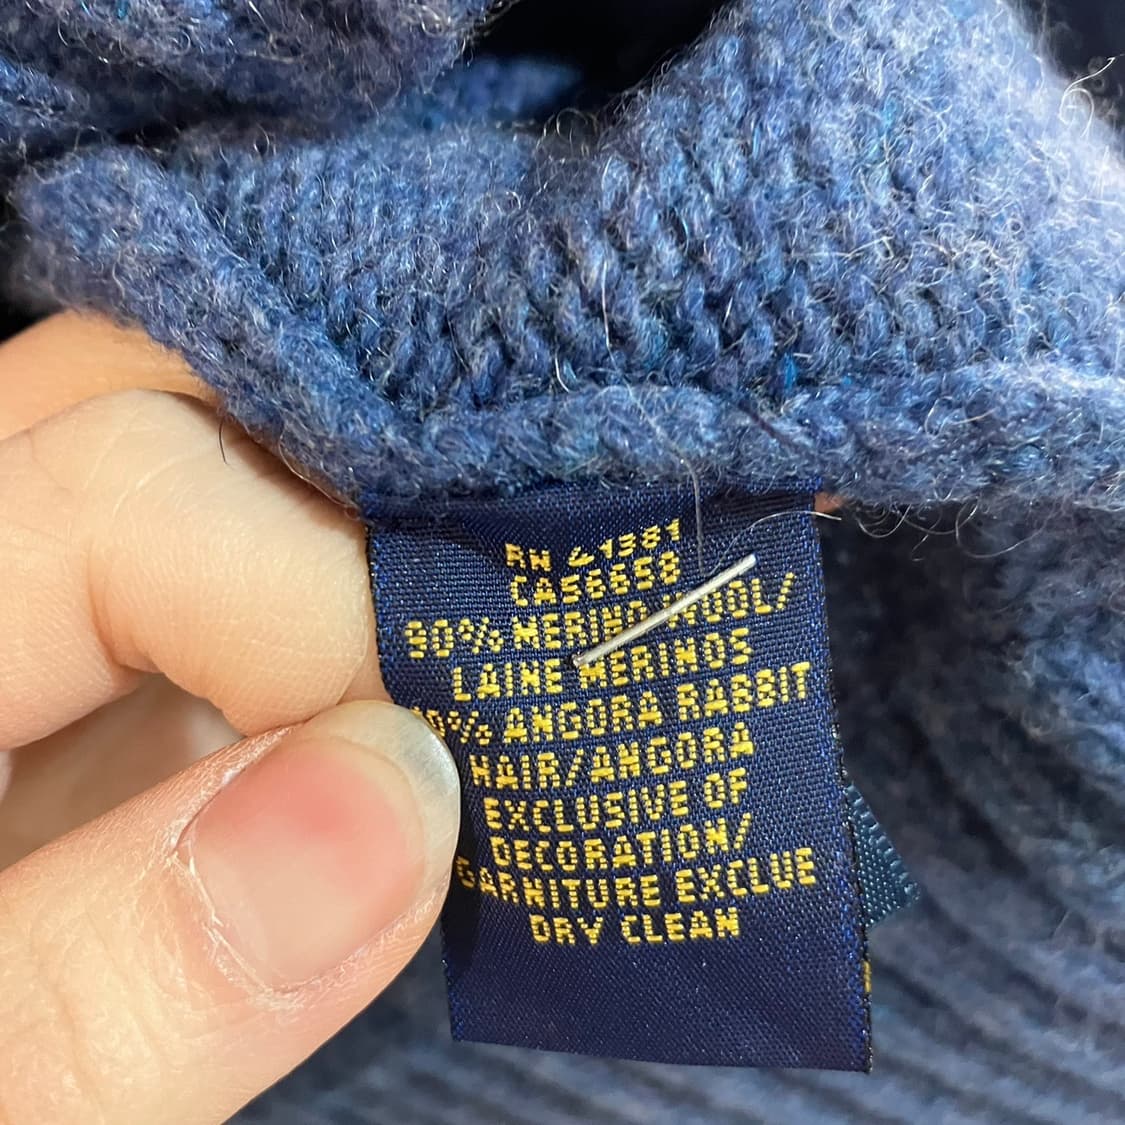 RN 41381
CA56658
90% MERINO WOOL/
LAINE MERINOS
10% ANGORA RABBIT
HAIR/ANGORA
EXCLUSIVE OF
DECORATION/
GARNITURE EXCLUE
DRY CLEAN